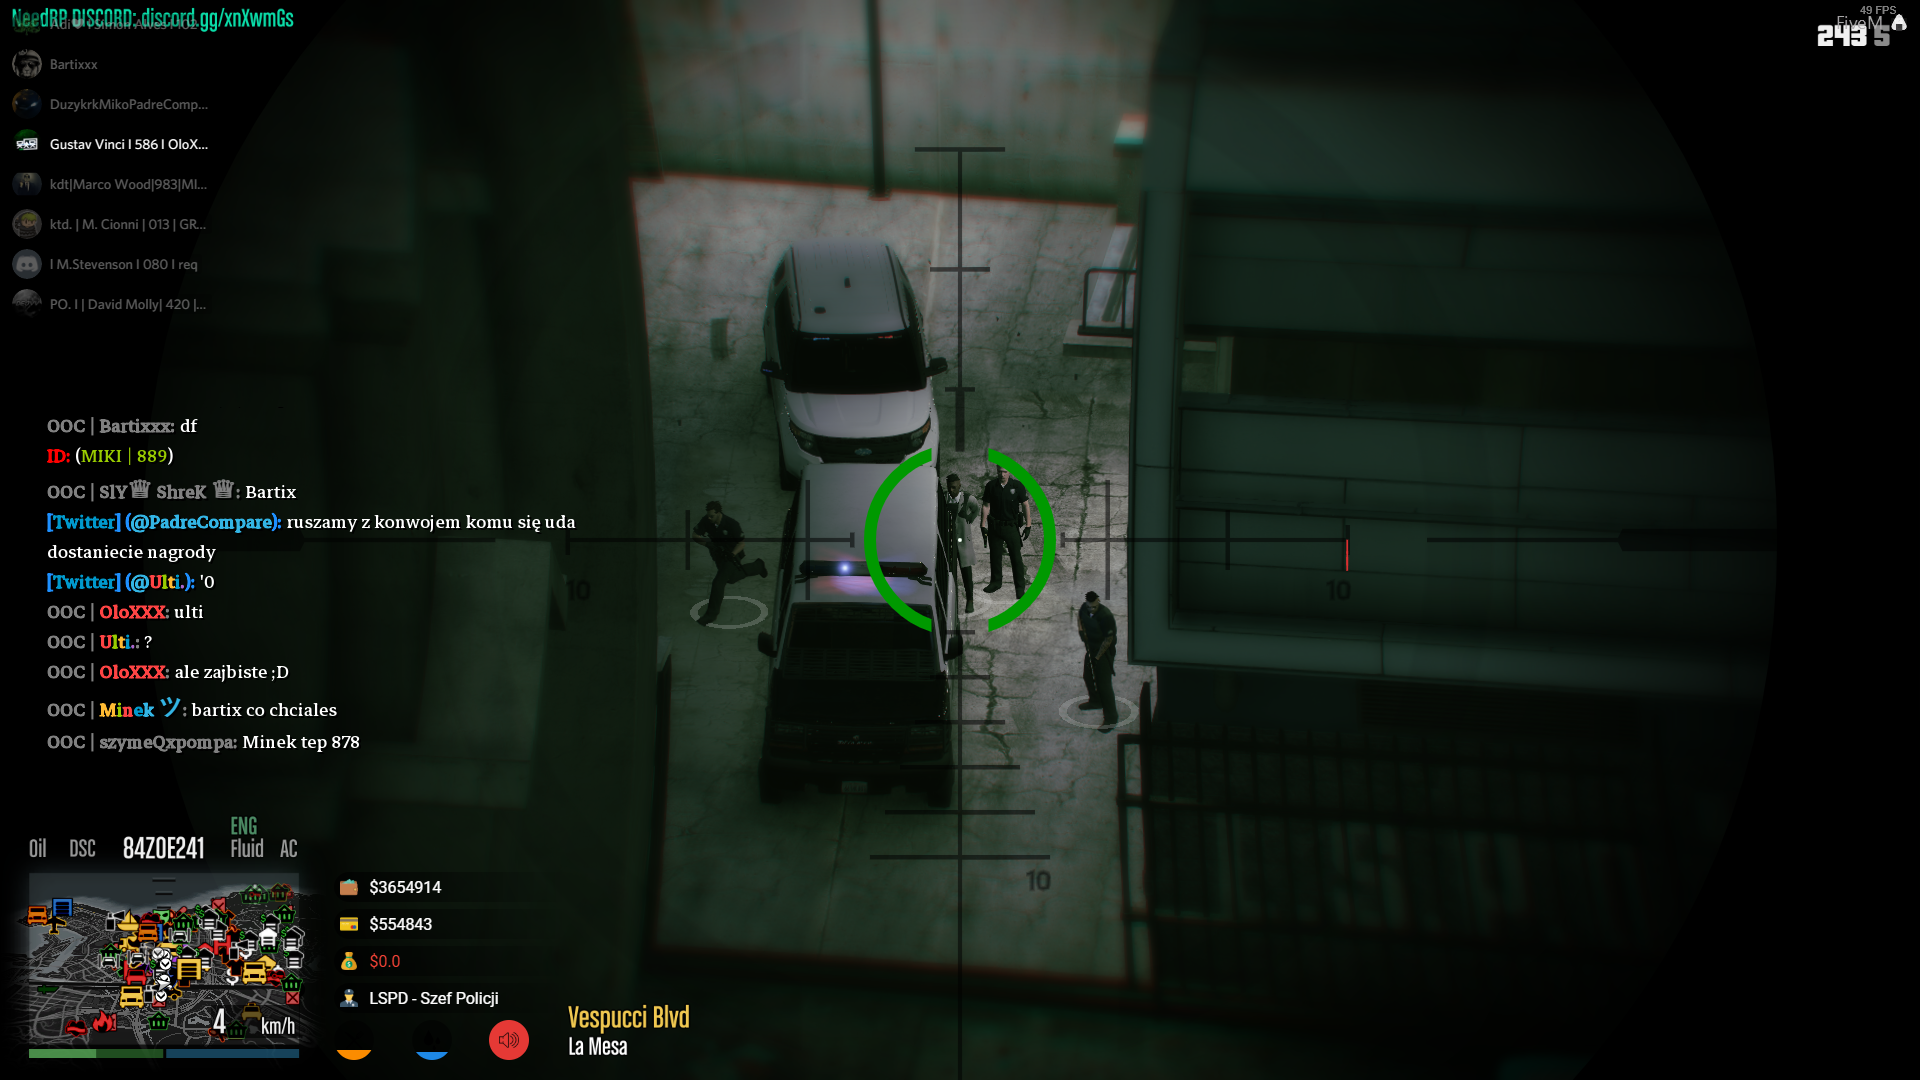 NeedRP DISCORD: discord.gg/xnXwmGs
49 FPS
FiveM
243 5
Bartixxx
DuzykrkMikoPadreComp...
Gustav Vinci I 586 I OloX...
kdt|Marco Wood|983|MI...
ktd. | M. Cionni | 013 | GR...
I M.Stevenson I 080 I req
PO. I | David Molly| 420 |...
OOC | Bartixxx: df
ID: (MIKI | 889)
OOC | SlY♕ ShreK ♕: Bartix
[Twitter] (@PadreCompare): ruszamy z konwojem komu się uda
dostaniecie nagrody
[Twitter] (@Ulti.): '0
OOC | OloXXX: ulti
OOC | Ulti.: ?
OOC | OloXXX: ale zajbiste ;D
OOC | Minek ツ: bartix co chciales
OOC | szymeQxpompa: Minek tep 878
10
10
10
ENG
Oil DSC 84ZOE241 Fluid AC
$3654914
$554843
$0.0
LSPD - Szef Policji
4 km/h
Vespucci Blvd
La Mesa